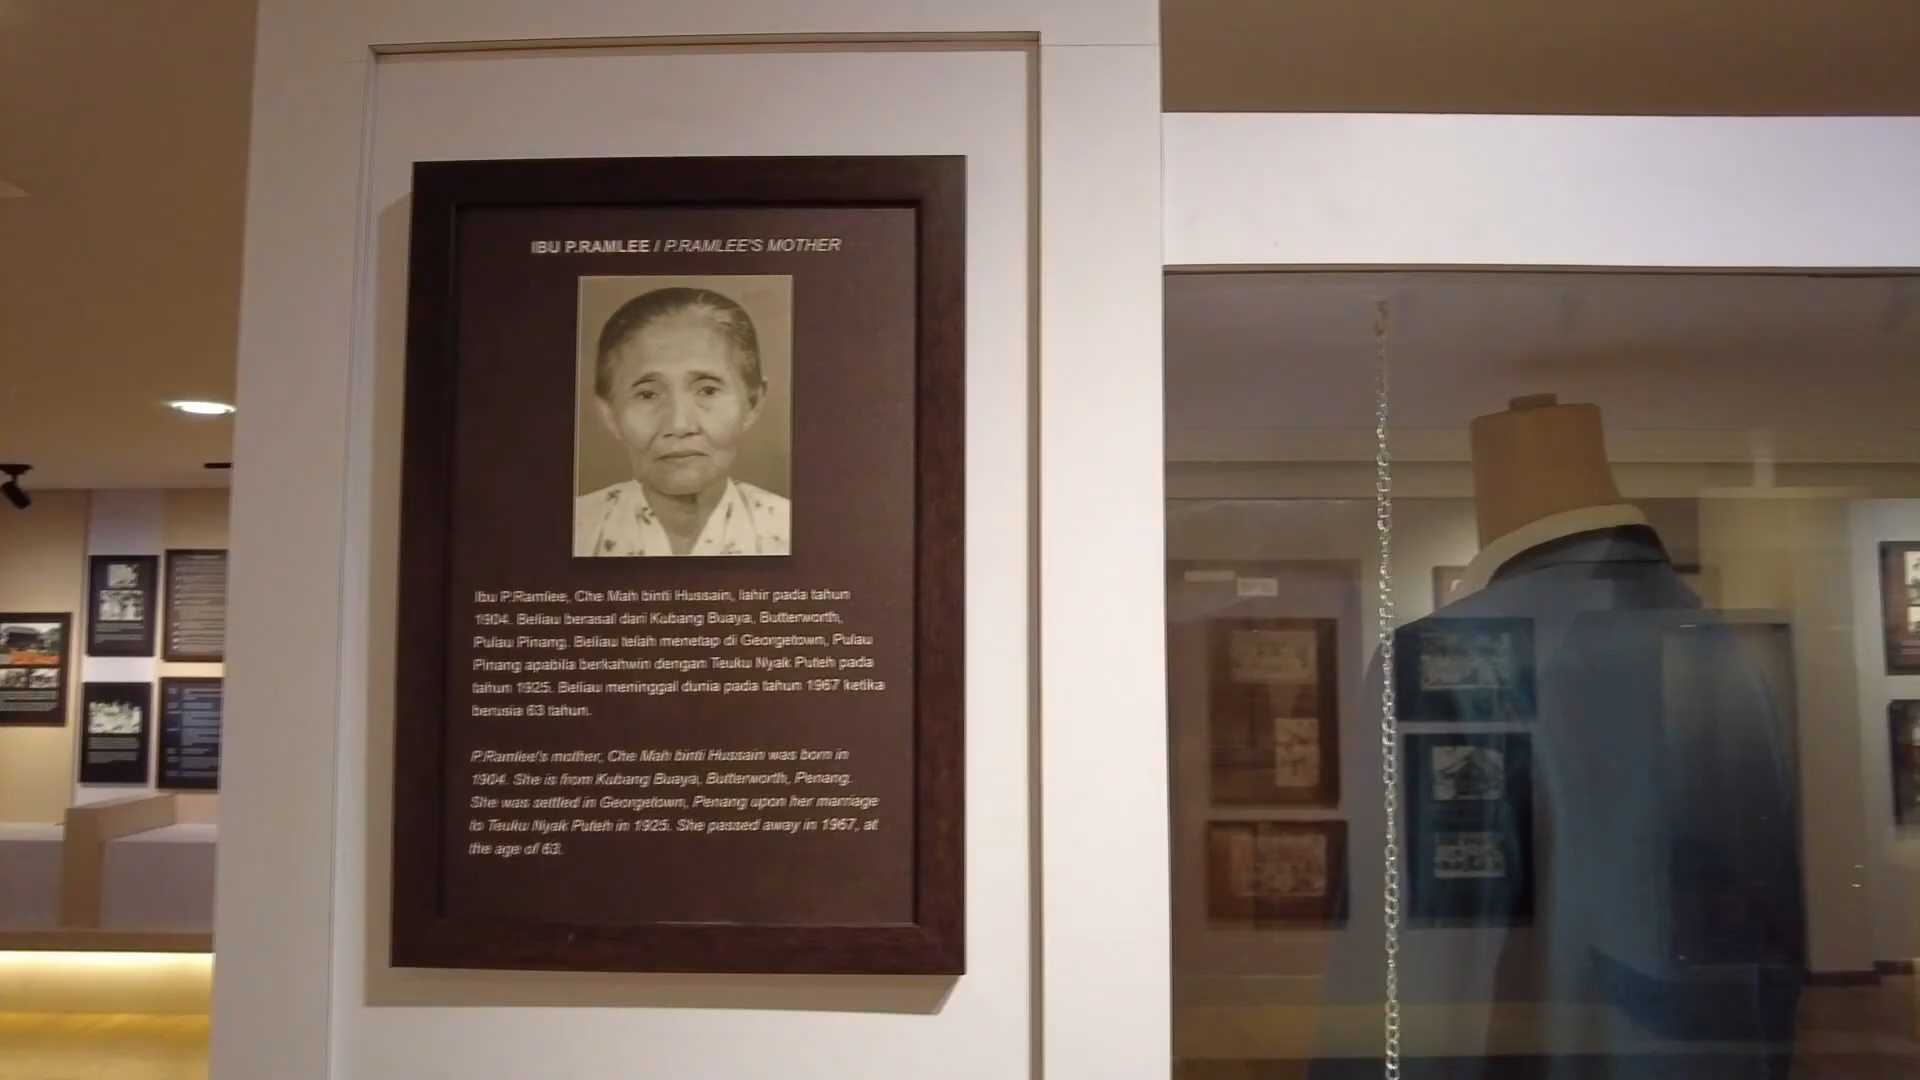 IBU P.RAMLEE / P.RAMLEE'S MOTHER
Ibu P.Ramlee, Che Mah binti Hussain, lahir pada tahun
1904. Beliau berasal dari Kubang Buaya, Butterworth,
Pulau Pinang. Beliau telah menetap di Georgetown, Pulau
Pinang apabila berkahwin dengan Teuku Nyak Puteh pada
tahun 1925. Beliau meninggal dunia pada tahun 1967 ketika
berusia 63 tahun.
P.Ramlee's mother, Che Mah binti Hussain was born in
1904. She is from Kubang Buaya, Butterworth, Penang.
She was settled in Georgetown, Penang upon her marriage
to Teuku Nyak Puteh in 1925. She passed away in 1967, at
the age of 63.